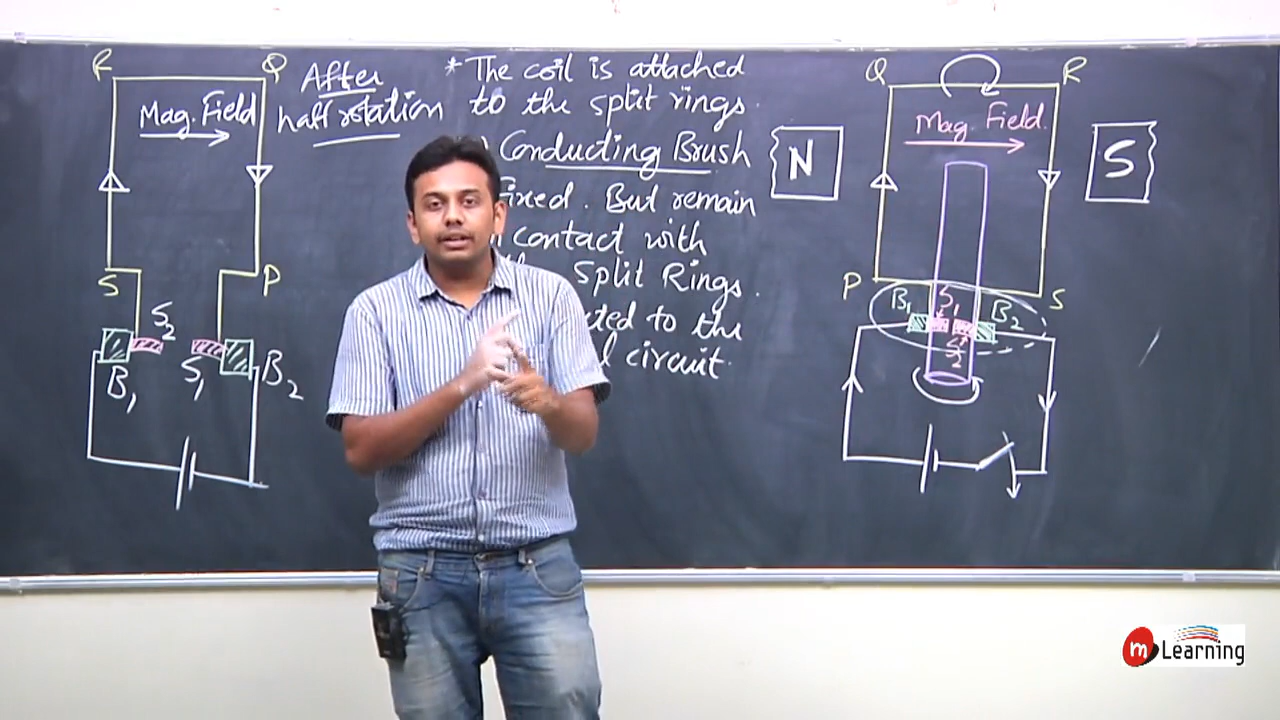 R
Q
Mag. Field
S
P
S2
S1
B1
B2
After
half rotation
* The coil is attached
to the split rings.
Conducting Brush
Fixed. But remain
contact with
Split Rings.
to the
circuit.
Q
R
Mag. Field.
N
S
P
S
B1
S1
B2
S2
m Learning